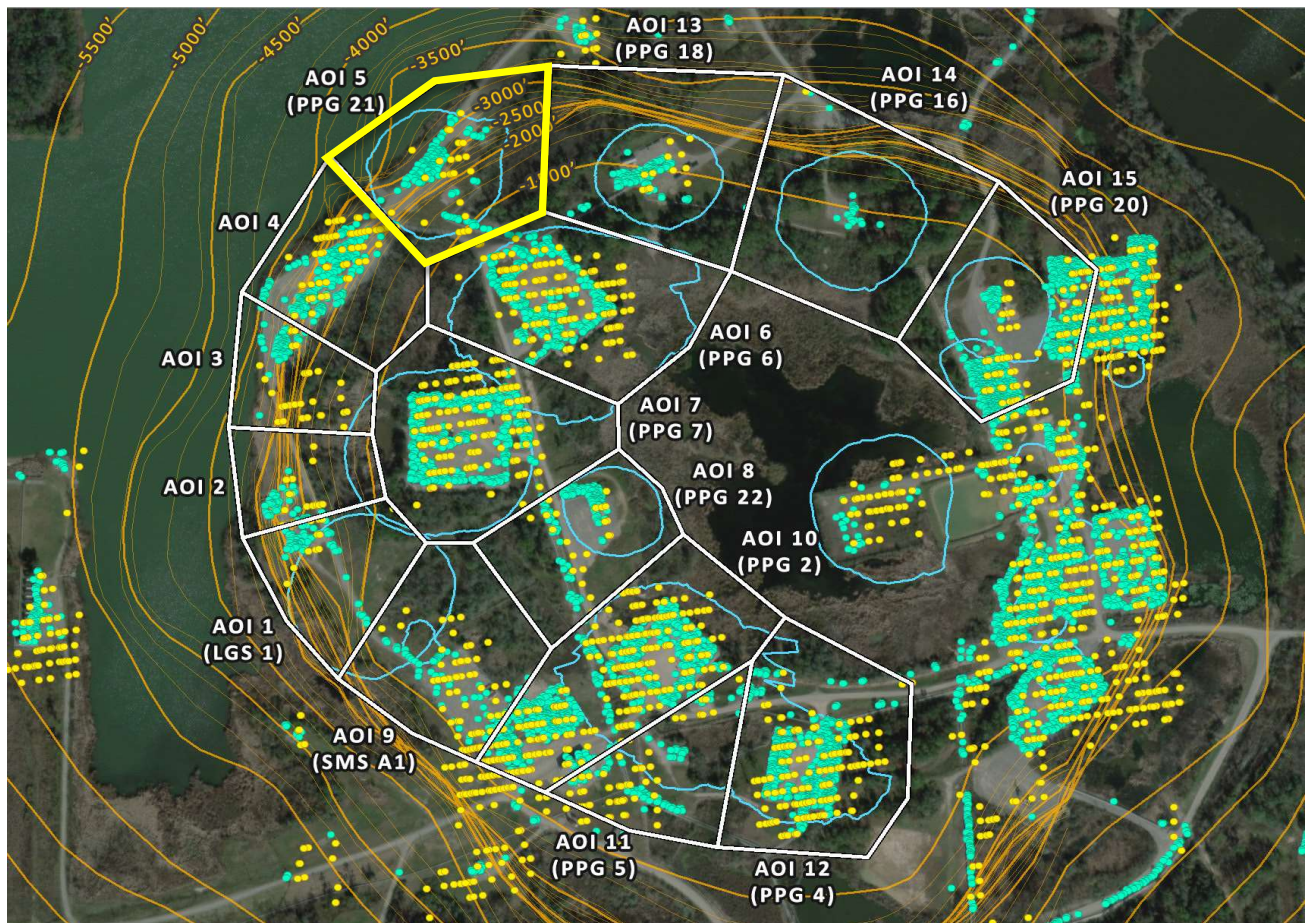 -5500'
-5000'
-4500'
-4000'
-3500'
-3000'
-2500'
-2000'
-1000'
AOI 13
(PPG 18)
AOI 5
(PPG 21)
AOI 14
(PPG 16)
AOI 15
(PPG 20)
AOI 4
AOI 3
AOI 6
(PPG 6)
AOI 7
(PPG 7)
AOI 8
(PPG 22)
AOI 2
AOI 10
(PPG 2)
AOI 1
(LGS 1)
AOI 9
(SMS A1)
AOI 11
(PPG 5)
AOI 12
(PPG 4)